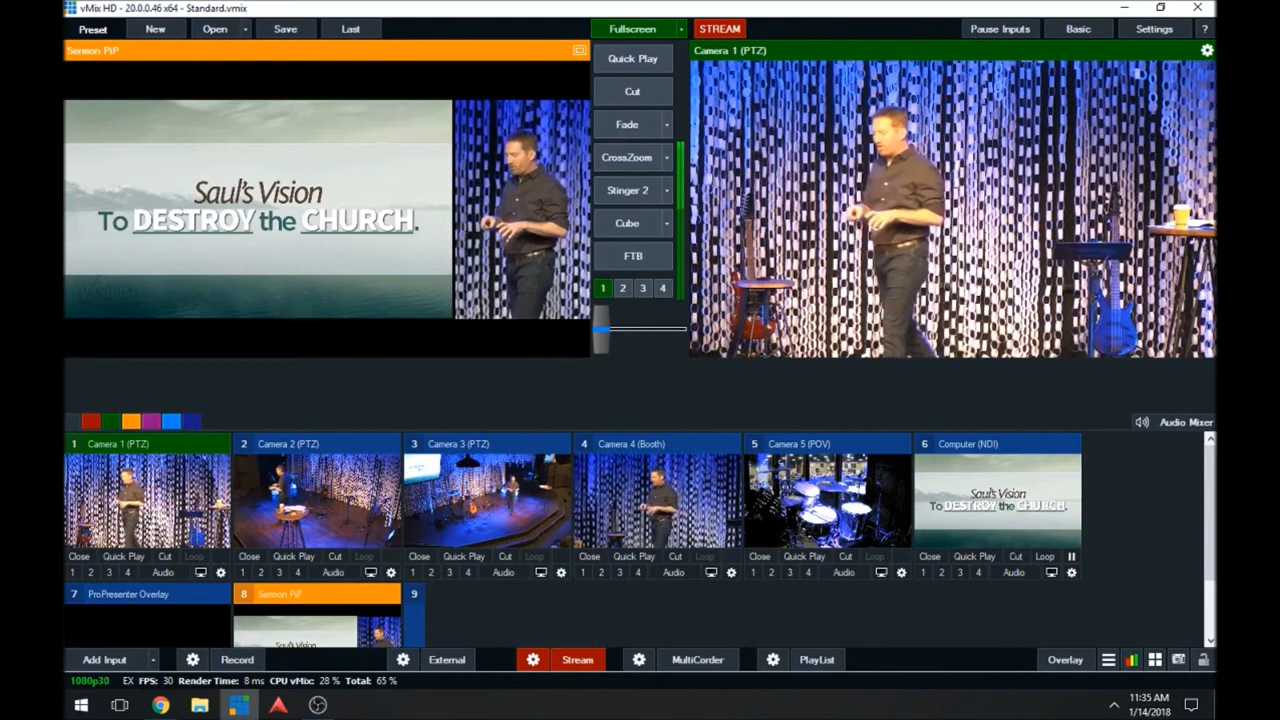 vMix HD - 20.0.0.46 x64 - Standard.vmix
Preset New Open Save Last Fullscreen STREAM Pause Inputs Basic Settings ?
Sermon PiP
Camera 1 (PTZ)
Saul's Vision
To DESTROY the CHURCH.
Quick Play
Cut
Fade
CrossZoom
Stinger 2
Cube
FTB
1 2 3 4
Audio Mixer
1 Camera 1 (PTZ) 2 Camera 2 (PTZ) 3 Camera 3 (PTZ) 4 Camera 4 (Booth) 5 Camera 5 (POV) 6 Computer (NDI)
Saul's Vision
To DESTROY the CHURCH.
Close Quick Play Cut Loop Close Quick Play Cut Loop Close Quick Play Cut Loop Close Quick Play Cut Loop Close Quick Play Cut Loop Close Quick Play Cut Loop
1 2 3 4 Audio 1 2 3 4 Audio 1 2 3 4 Audio 1 2 3 4 Audio 1 2 3 4 Audio 1 2 3 4 Audio
7 ProPresenter Overlay 8 Sermon PiP 9
Saul's Vision
Add Input Record External Stream MultiCorder PlayList Overlay
1080p30 EX FPS: 30 Render Time: 8 ms CPU vMix: 28 % Total: 65 %
11:35 AM
1/14/2018